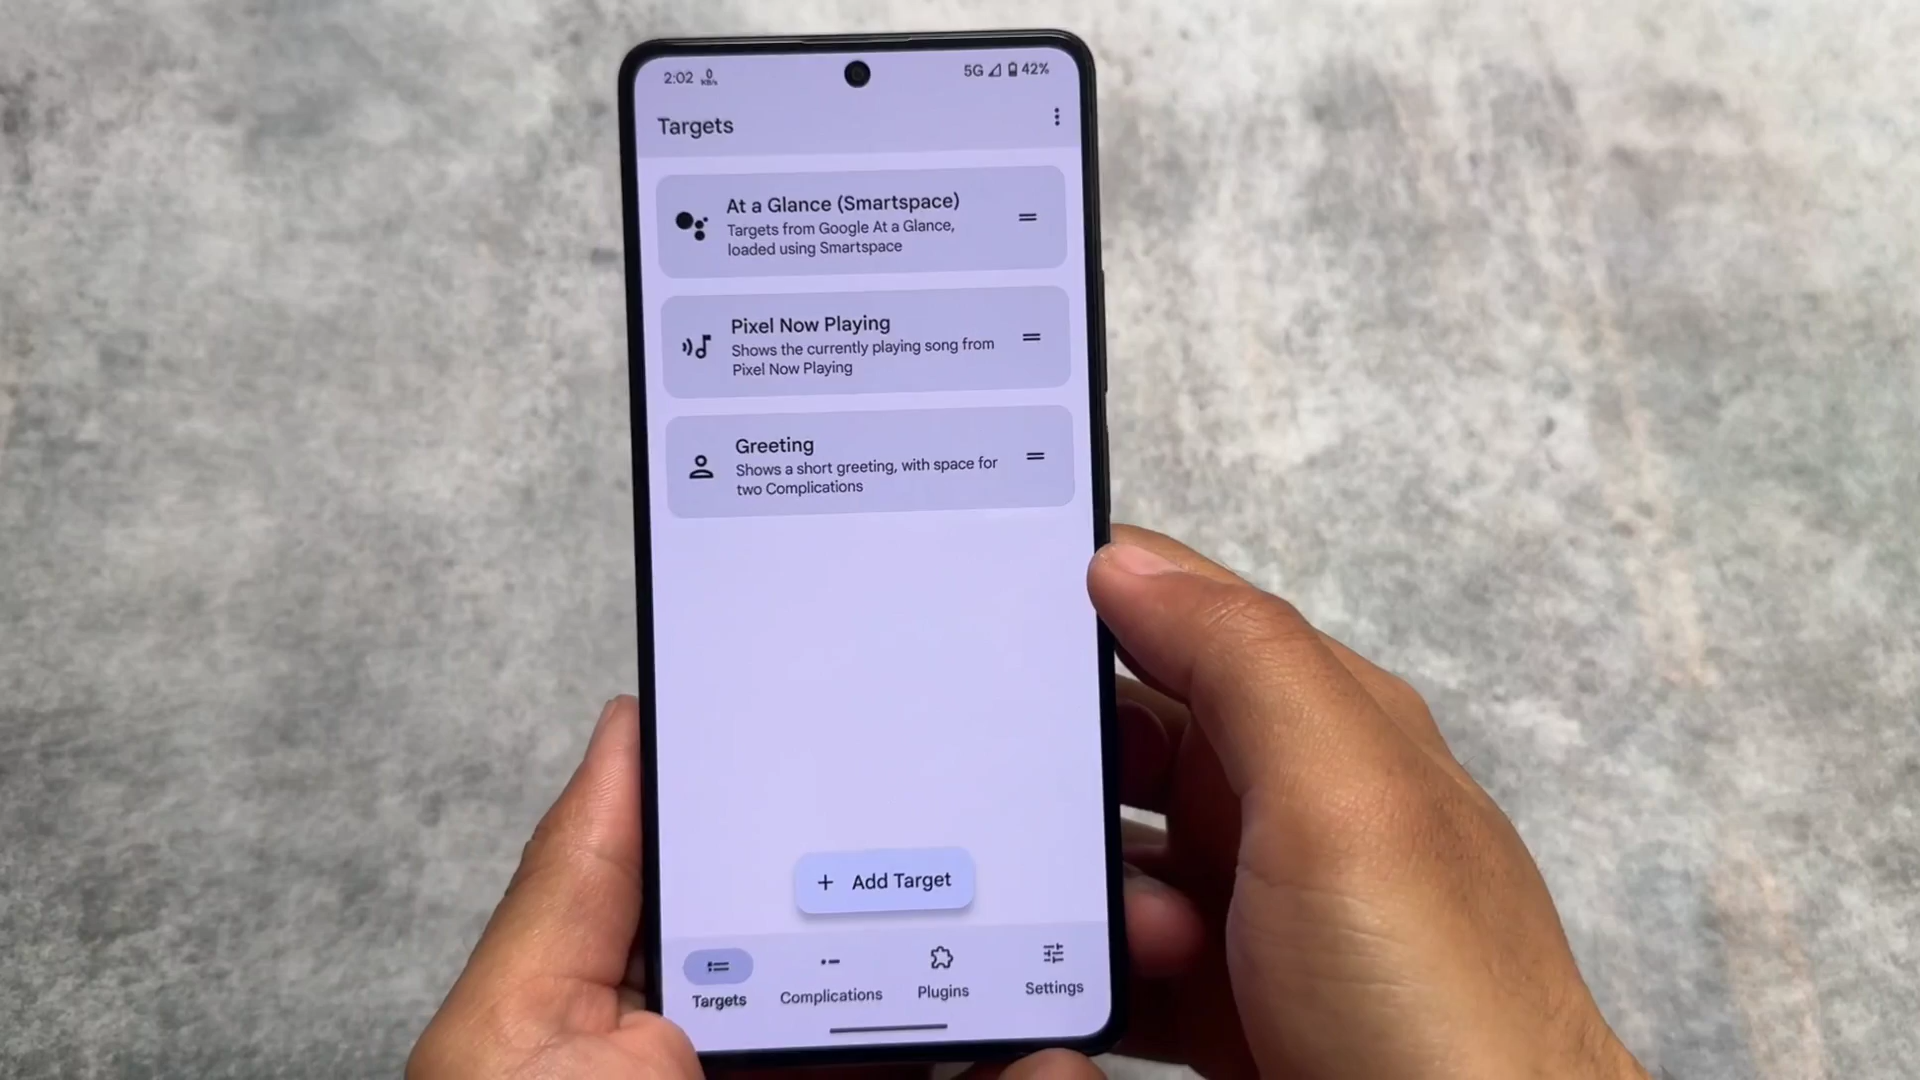 2:02 0 KB/s 5G 42%
Targets
At a Glance (Smartspace)
Targets from Google At a Glance,
loaded using Smartspace
Pixel Now Playing
Shows the currently playing song from
Pixel Now Playing
Greeting
Shows a short greeting, with space for
two Complications
+ Add Target
Targets Complications Plugins Settings